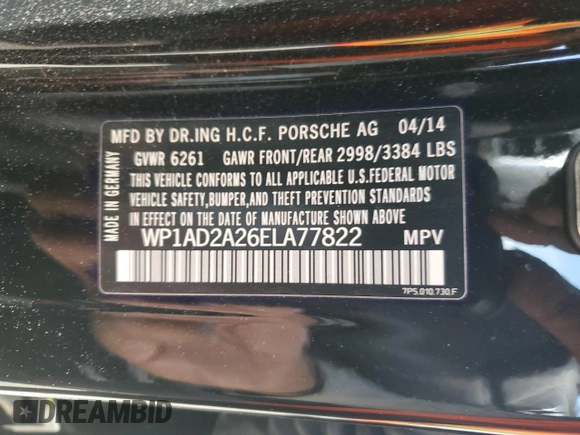 MFD BY DR.ING H.C.F. PORSCHE AG 04/14
GVWR 6261 GAWR FRONT/REAR 2998/3384 LBS
THIS VEHICLE CONFORMS TO ALL APPLICABLE U.S.FEDERAL MOTOR
VEHICLE SAFETY,BUMPER,AND THEFT PREVENTION STANDARDS
IN EFFECT ON THE DATE OF MANUFACTURE SHOWN ABOVE
WP1AD2A26ELA77822 MPV
7P5.010.730.F
MADE IN GERMANY
DREAMBID